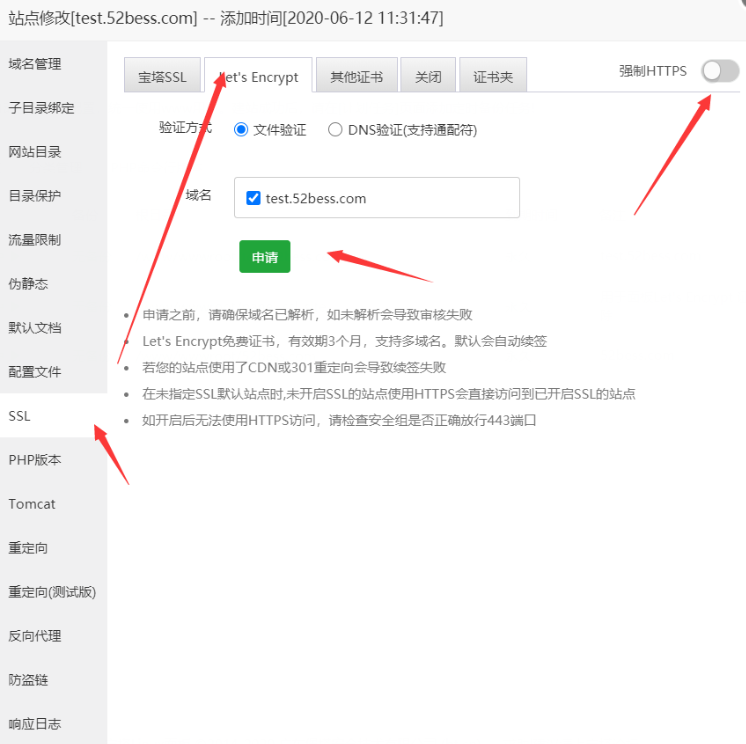 站点修改[test.52bess.com] -- 添加时间[2020-06-12 11:31:47]
域名管理
子目录绑定
网站目录
目录保护
流量限制
伪静态
默认文档
配置文件
SSL
PHP版本
Tomcat
重定向
重定向(测试版)
反向代理
防盗链
响应日志
宝塔SSL Let's Encrypt 其他证书 关闭 证书夹 强制HTTPS
验证方式 文件验证 DNS验证(支持通配符)
域名 test.52bess.com
申请
申请之前，请确保域名已解析，如未解析会导致审核失败
Let's Encrypt免费证书，有效期3个月，支持多域名。默认会自动续签
若您的站点使用了CDN或301重定向会导致续签失败
在未指定SSL默认站点时,未开启SSL的站点使用HTTPS会直接访问到已开启SSL的站点
如开启后无法使用HTTPS访问，请检查安全组是否正确放行443端口